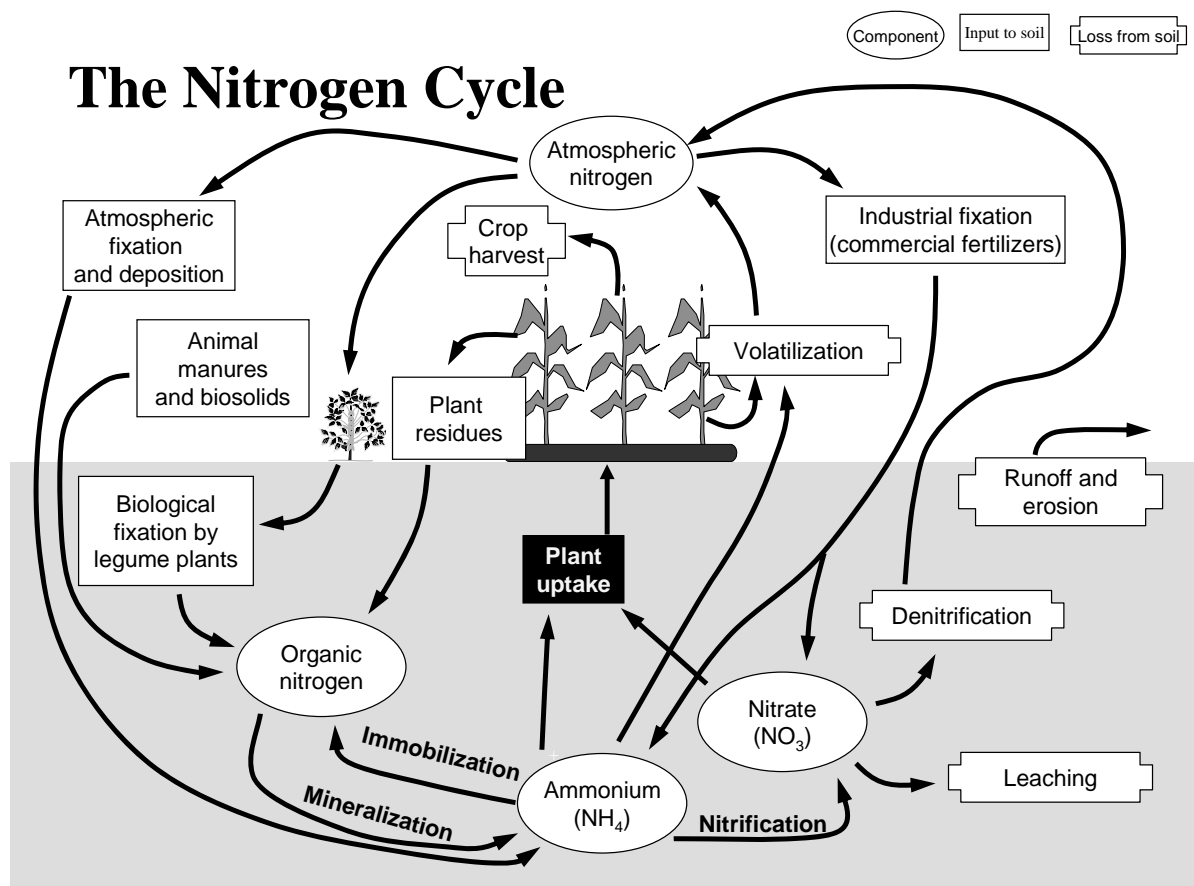 Component
Input to soil
Loss from soil
The Nitrogen Cycle
Atmospheric
nitrogen
Atmospheric
fixation
and deposition
Crop
harvest
Industrial fixation
(commercial fertilizers)
Animal
manures
and biosolids
Volatilization
Plant
residues
Runoff and
erosion
Biological
fixation by
legume plants
Plant
uptake
Denitrification
Organic
nitrogen
Nitrate
(NO₃)
Immobilization
Leaching
Mineralization
Ammonium
(NH₄)
Nitrification